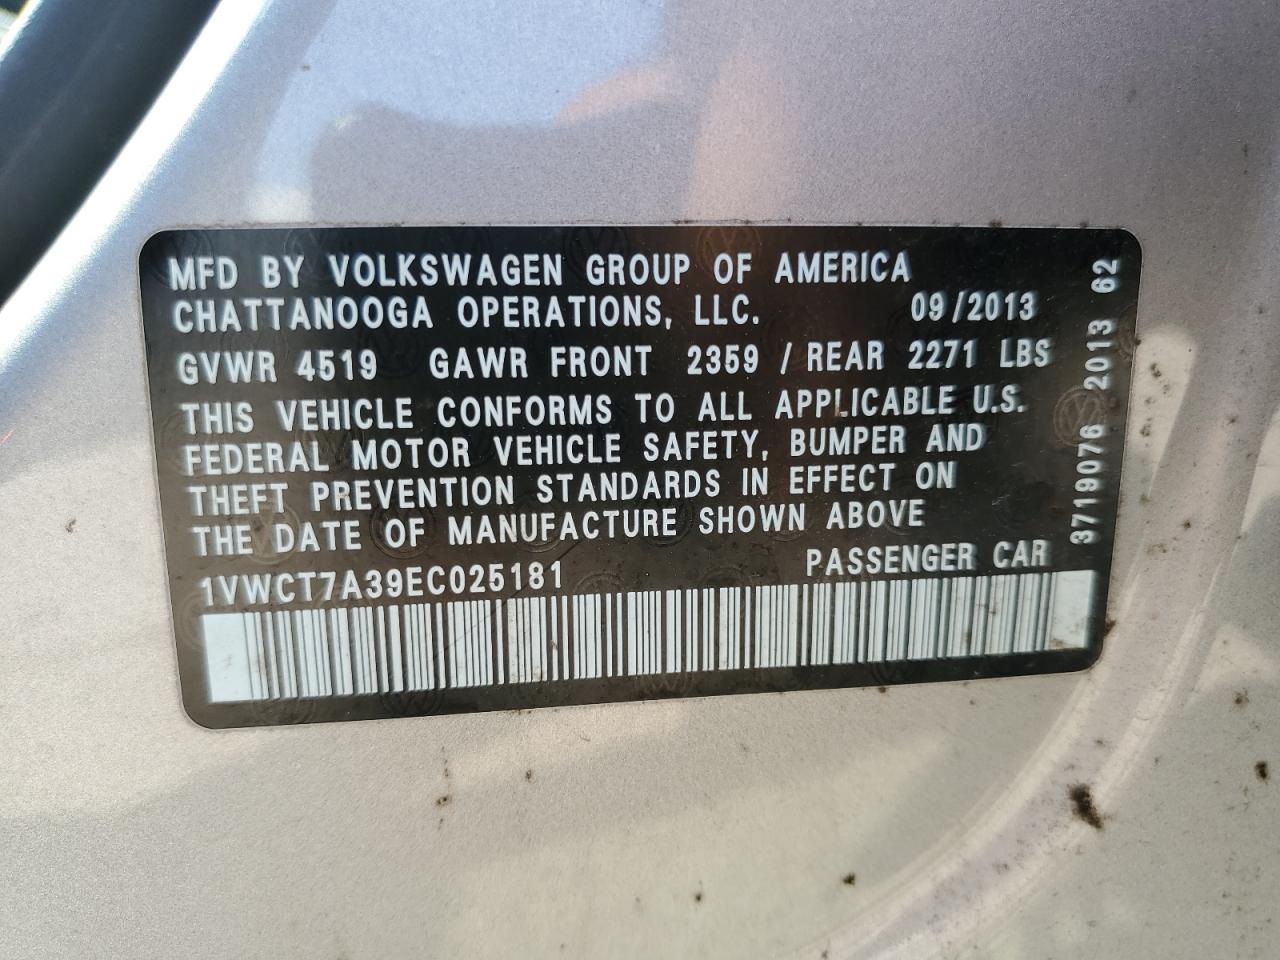 MFD BY VOLKSWAGEN GROUP OF AMERICA
CHATTANOOGA OPERATIONS, LLC. 09/2013
GVWR 4519 GAWR FRONT 2359 / REAR 2271 LBS
THIS VEHICLE CONFORMS TO ALL APPLICABLE U.S.
FEDERAL MOTOR VEHICLE SAFETY, BUMPER AND
THEFT PREVENTION STANDARDS IN EFFECT ON
THE DATE OF MANUFACTURE SHOWN ABOVE
PASSENGER CAR
1VWCT7A39EC025181
3719076 2013 62